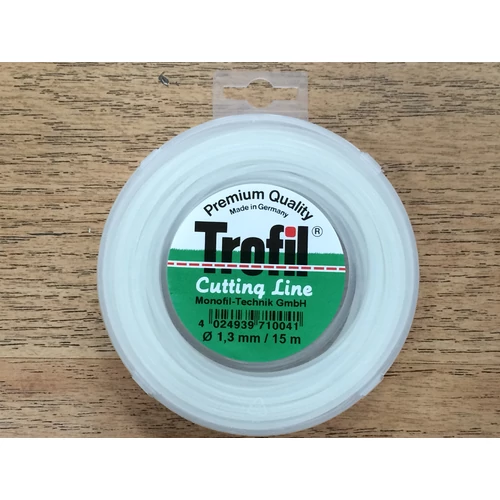 Premium Quality
Made in Germany
Trofil ®
Cutting Line
Monofil-Technik GmbH
4 024939 710041
Ø 1,3 mm / 15 m